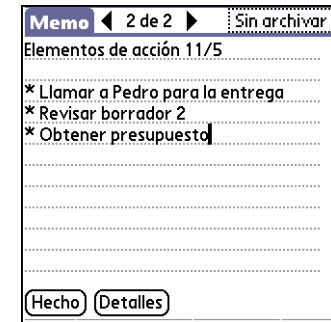 Memo 2 de 2 Sin archivar
Elementos de acción 11/5
* Llamar a Pedro para la entrega
* Revisar borrador 2
* Obtener presupuesto
Hecho Detalles